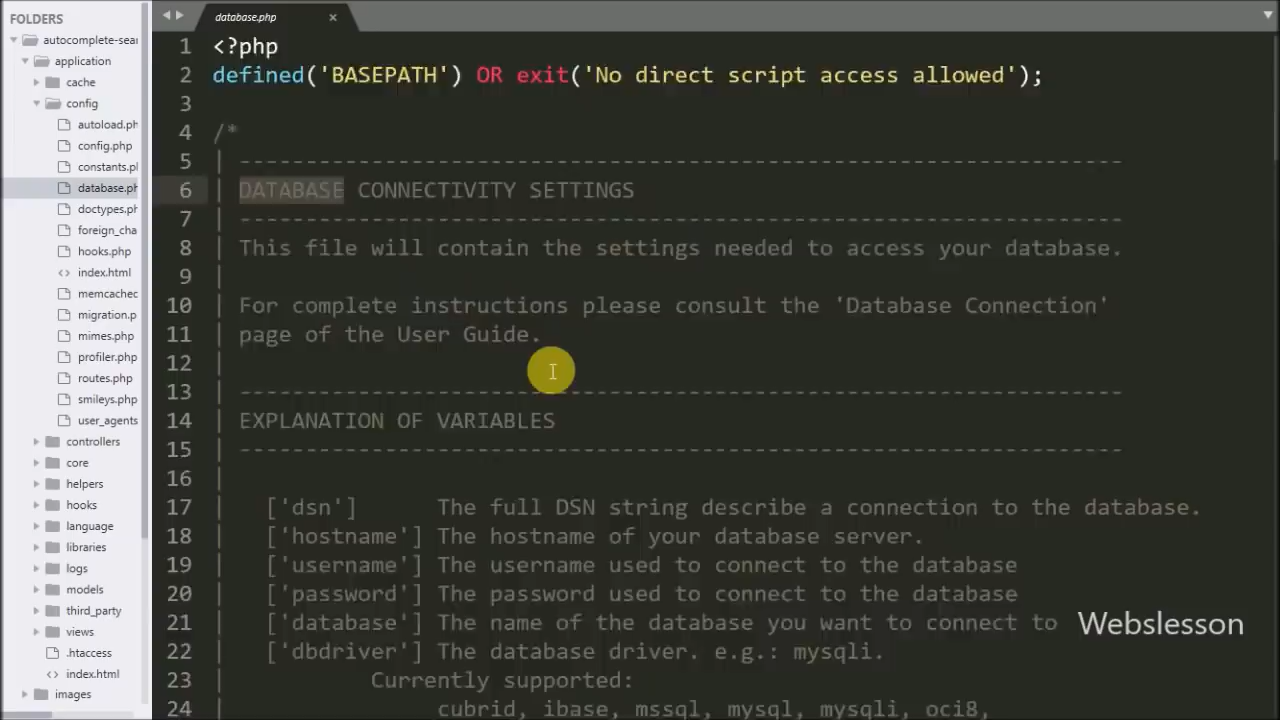 FOLDERS
autocomplete-sear
application
cache
config
autoload.ph
config.php
constants.pl
database.ph
doctypes.ph
foreign_cha
hooks.php
index.html
memcached
migration.p
mimes.php
profiler.php
routes.php
smileys.php
user_agents
controllers
core
helpers
hooks
language
libraries
logs
models
third_party
views
.htaccess
index.html
images
database.php ×
1 <?php
2 defined('BASEPATH') OR exit('No direct script access allowed');
3
4 /*
5 | -------------------------------------------------------------------
6 | DATABASE CONNECTIVITY SETTINGS
7 | -------------------------------------------------------------------
8 | This file will contain the settings needed to access your database.
9 |
10 | For complete instructions please consult the 'Database Connection'
11 | page of the User Guide.
12 |
13 | -------------------------------------------------------------------
14 | EXPLANATION OF VARIABLES
15 | -------------------------------------------------------------------
16 |
17 | ['dsn'] The full DSN string describe a connection to the database.
18 | ['hostname'] The hostname of your database server.
19 | ['username'] The username used to connect to the database
20 | ['password'] The password used to connect to the database
21 | ['database'] The name of the database you want to connect to
22 | ['dbdriver'] The database driver. e.g.: mysqli.
23 | Currently supported:
24 | cubrid, ibase, mssql, mysql, mysqli, oci8,
Webslesson